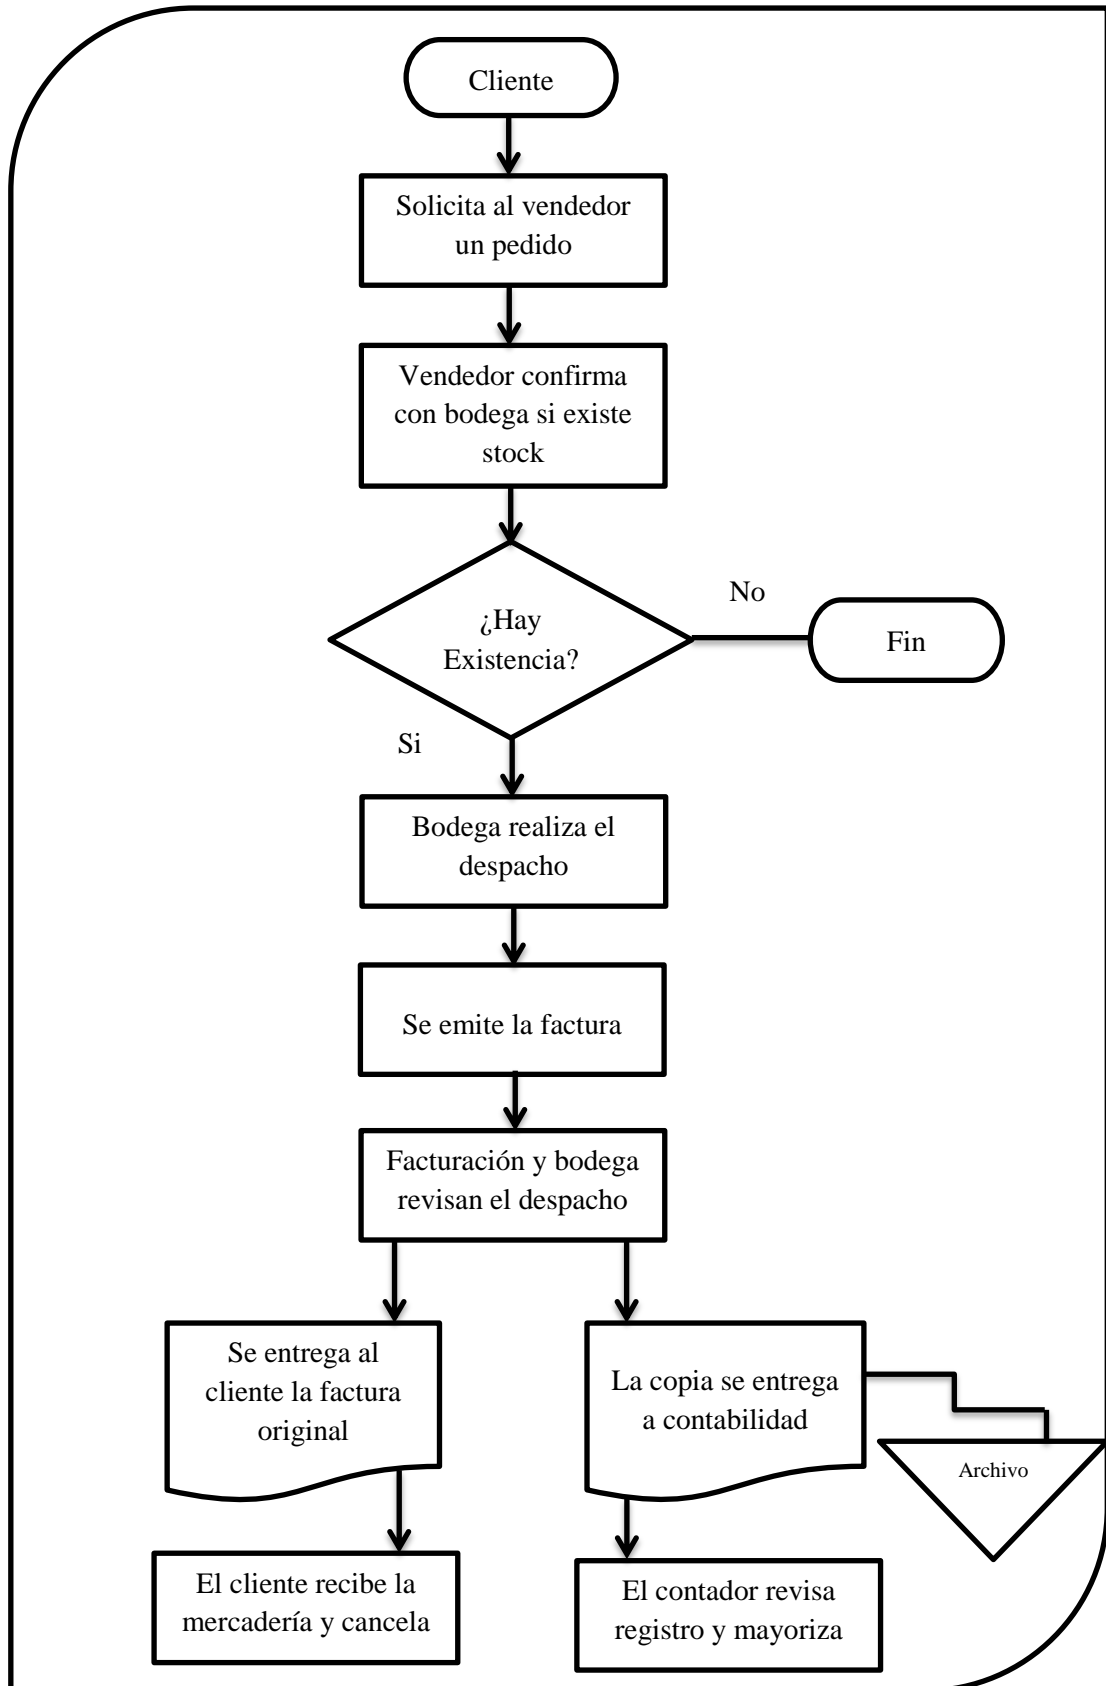 Cliente
Solicita al vendedor
un pedido
Vendedor confirma
con bodega si existe
stock
¿Hay
Existencia?
No
Fin
Si
Bodega realiza el
despacho
Se emite la factura
Facturación y bodega
revisan el despacho
Se entrega al
cliente la factura
original
La copia se entrega
a contabilidad
Archivo
El cliente recibe la
mercadería y cancela
El contador revisa
registro y mayoriza